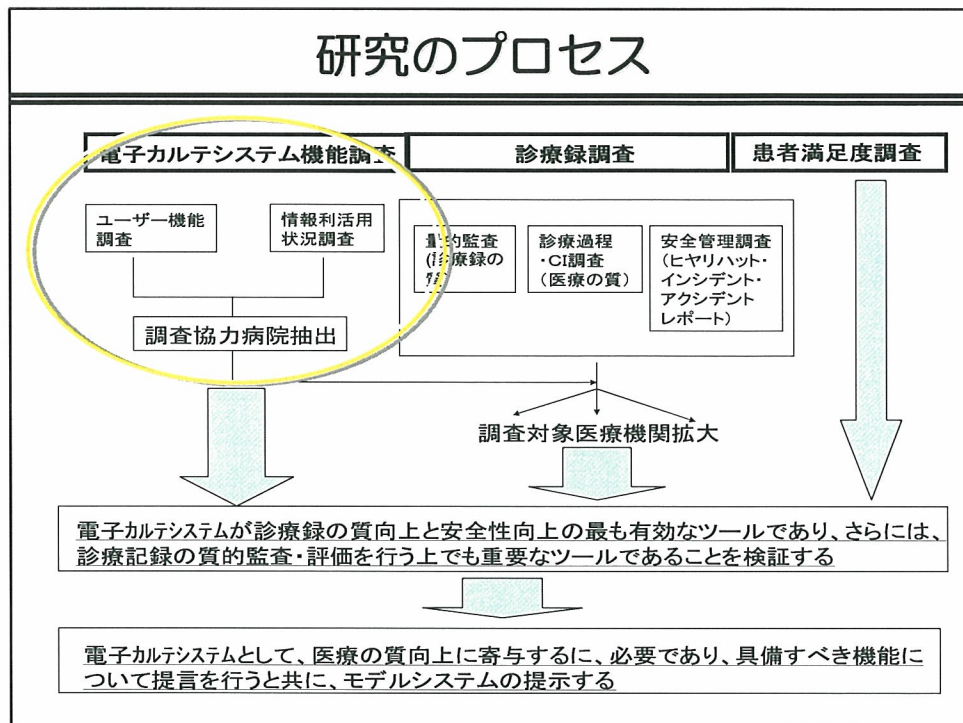 研究のプロセス
電子カルテシステム機能調査
診療録調査
患者満足度調査
ユーザー機能
調査
情報利活用
状況調査
調査協力病院抽出
量的監査
(診療録の
質)
診療過程
・CI調査
(医療の質)
安全管理調査
(ヒヤリハット・
インシデント・
アクシデント
レポート)
調査対象医療機関拡大
電子カルテシステムが診療録の質向上と安全性向上の最も有効なツールであり、さらには、
診療記録の質的監査・評価を行う上でも重要なツールであることを検証する
電子カルテシステムとして、医療の質向上に寄与するに、必要であり、具備すべき機能に
ついて提言を行うと共に、モデルシステムの提示する